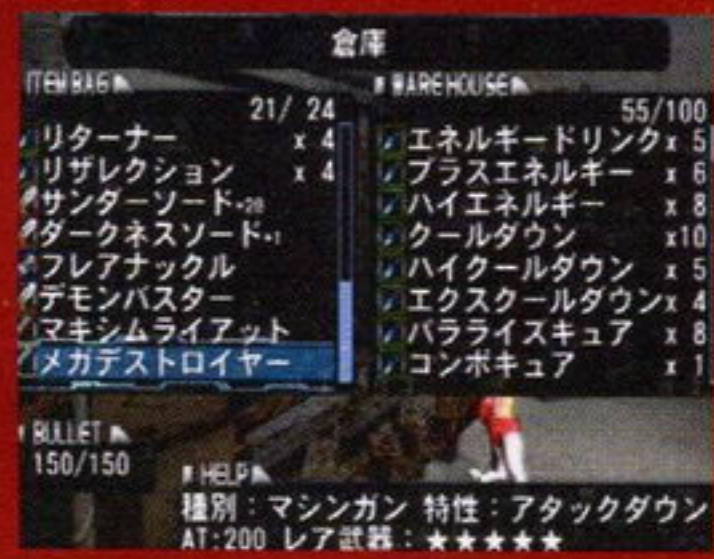 倉庫
ITEM BAG
21/ 24
リターナー x 4
リザレクション x 4
サンダーソード+20
ダークネスソード+1
フレアナックル
デモンバスター
マキシムライアット
メガデストロイヤー
WAREHOUSE
55/100
エネルギードリンク x 5
プラスエネルギー x 6
ハイエネルギー x 8
クールダウン x10
ハイクールダウン x 5
エクスクールダウン x 4
パラライズキュア x 8
コンポキュア x 1
BULLET
150/150
HELP
種別：マシンガン 特性：アタックダウン
AT:200 レア武器：★★★★★